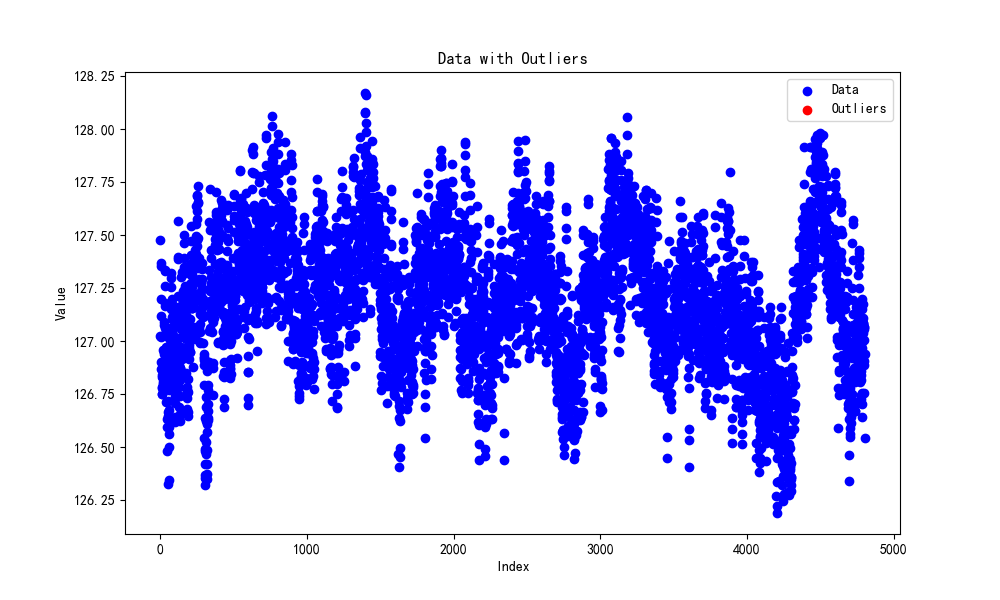 Data with Outliers
Data
Outliers
128.25
128.00
127.75
127.50
127.25
127.00
126.75
126.50
126.25
Value
0 1000 2000 3000 4000 5000
Index